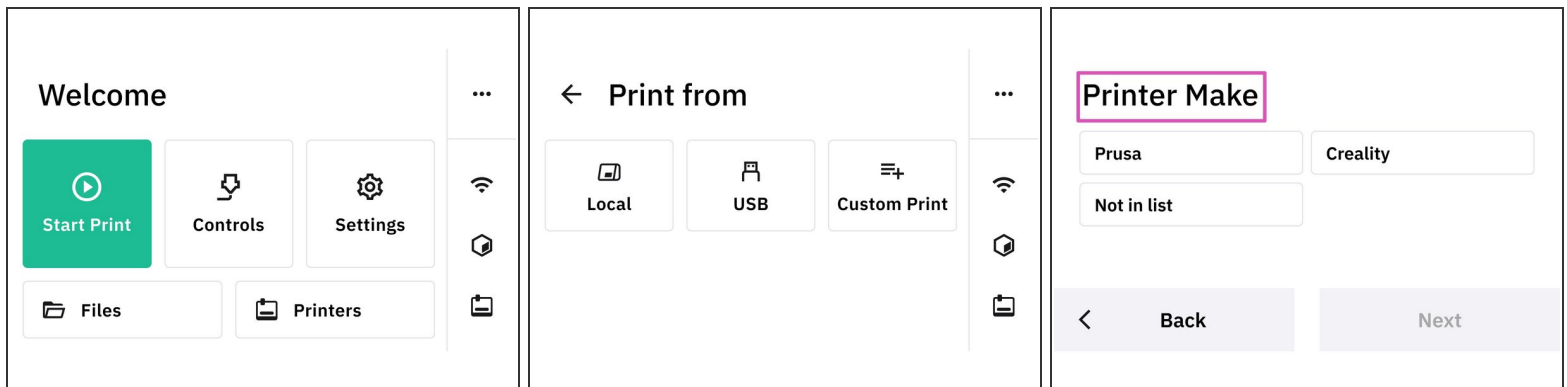 Welcome
Start Print
Controls
Settings
Files
Printers
Print from
Local
USB
Custom Print
Printer Make
Prusa
Creality
Not in list
Back
Next